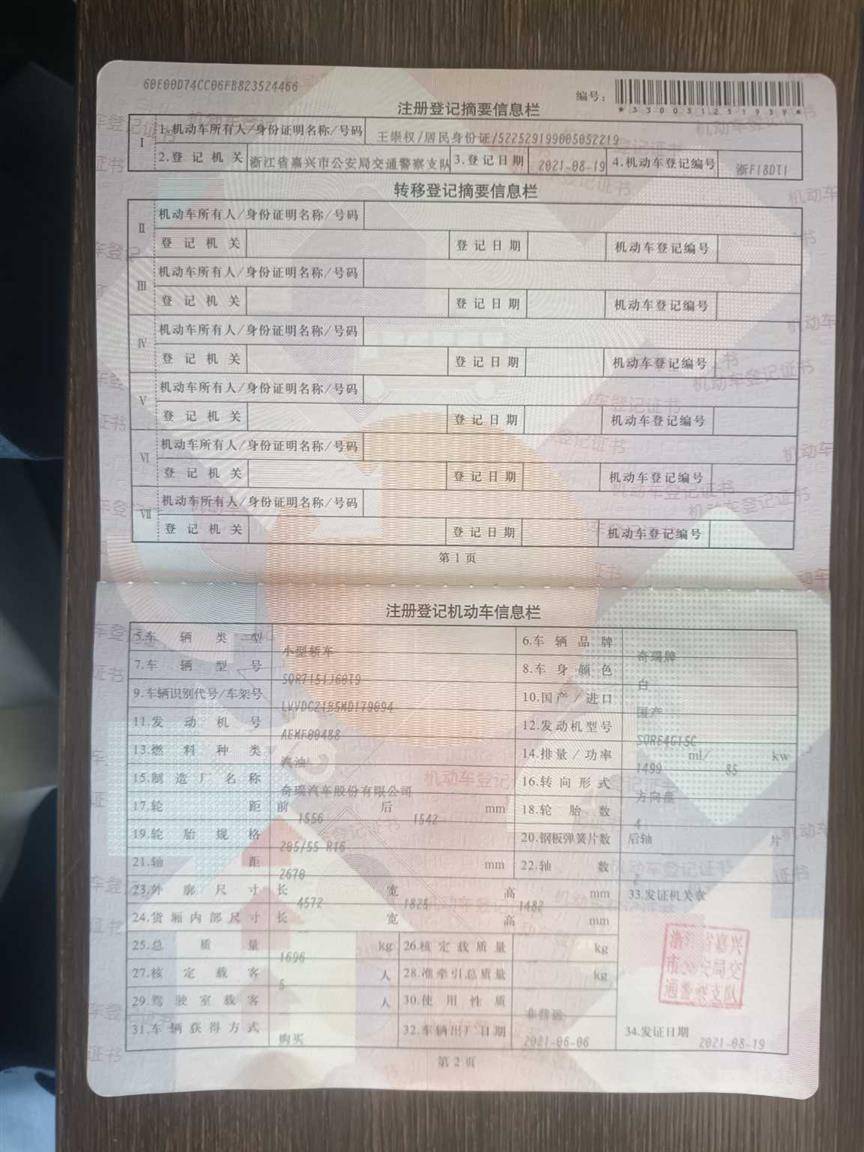 60E00D74CC06FB823524466
编号：
*330031251939*
注册登记摘要信息栏
I 1.机动车所有人/身份证明名称/号码 王崇权/居民身份证/522529199005052219
2.登记机关 浙江省嘉兴市公安局交通警察支队 3.登记日期 2021-08-19 4.机动车登记编号 浙F18DT1
转移登记摘要信息栏
II 机动车所有人/身份证明名称/号码
登记机关 登记日期 机动车登记编号
III 机动车所有人/身份证明名称/号码
登记机关 登记日期 机动车登记编号
IV 机动车所有人/身份证明名称/号码
登记机关 登记日期 机动车登记编号
V 机动车所有人/身份证明名称/号码
登记机关 登记日期 机动车登记编号
VI 机动车所有人/身份证明名称/号码
登记机关 登记日期 机动车登记编号
VII 机动车所有人/身份证明名称/号码
登记机关 登记日期 机动车登记编号
第1页
注册登记机动车信息栏
5.车辆类型 小型轿车 6.车辆品牌 奇瑞牌
7.车辆型号 SQR7151J60T9 8.车身颜色 白
9.车辆识别代号/车架号 LVVDC21B5MD179094 10.国产/进口 国产
11.发动机号 AEMF00488 12.发动机型号 SQRE4G15C
13.燃料种类 汽油 14.排量/功率 1499 ml/ 85 kw
15.制造厂名称 奇瑞汽车股份有限公司 16.转向形式 方向盘
17.轮距 前 1556 后 1542 mm 18.轮胎数 4
19.轮胎规格 205/55 R16 20.钢板弹簧片数 后轴 片
21.轴距 2670 mm 22.轴数
23.外廓尺寸 长 4572 宽 1825 高 1482 mm 33.发证机关章
24.货厢内部尺寸 长 宽 高 mm
25.总质量 1696 kg 26.核定载质量 kg
27.核定载客 5 人 28.准牵引总质量 kg
29.驾驶室载客 人 30.使用性质 非营运
31.车辆获得方式 购买 32.车辆出厂日期 2021-06-06 34.发证日期 2021-08-19
第2页